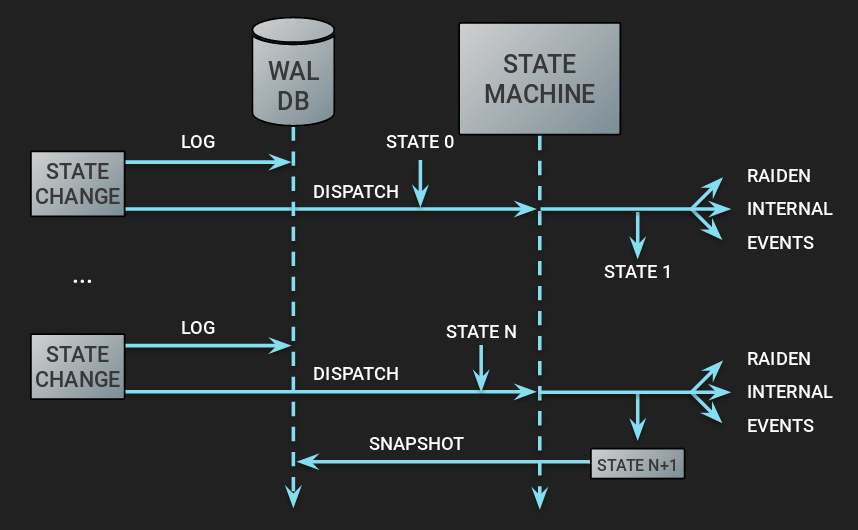 WAL
DB
STATE
MACHINE
LOG
STATE 0
STATE
CHANGE
DISPATCH
RAIDEN
INTERNAL
EVENTS
STATE 1
...
LOG
STATE N
STATE
CHANGE
DISPATCH
RAIDEN
INTERNAL
EVENTS
SNAPSHOT
STATE N+1